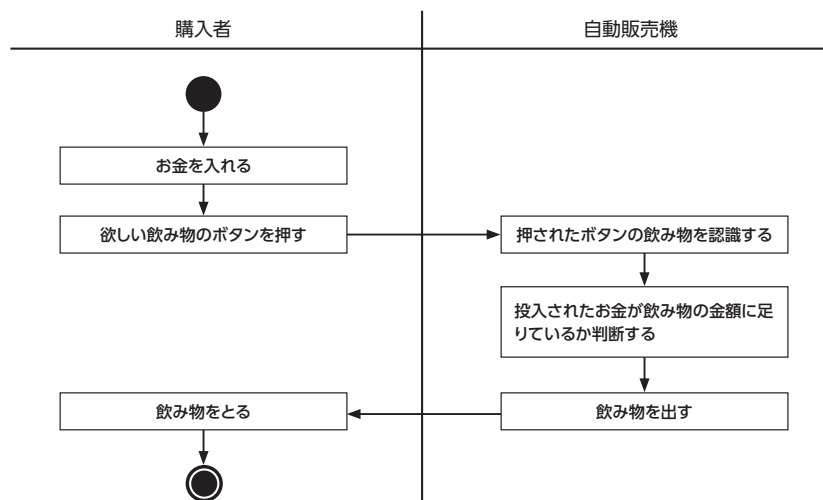 購入者
自動販売機
お金を入れる
欲しい飲み物のボタンを押す
押されたボタンの飲み物を認識する
投入されたお金が飲み物の金額に足
りているか判断する
飲み物をとる
飲み物を出す